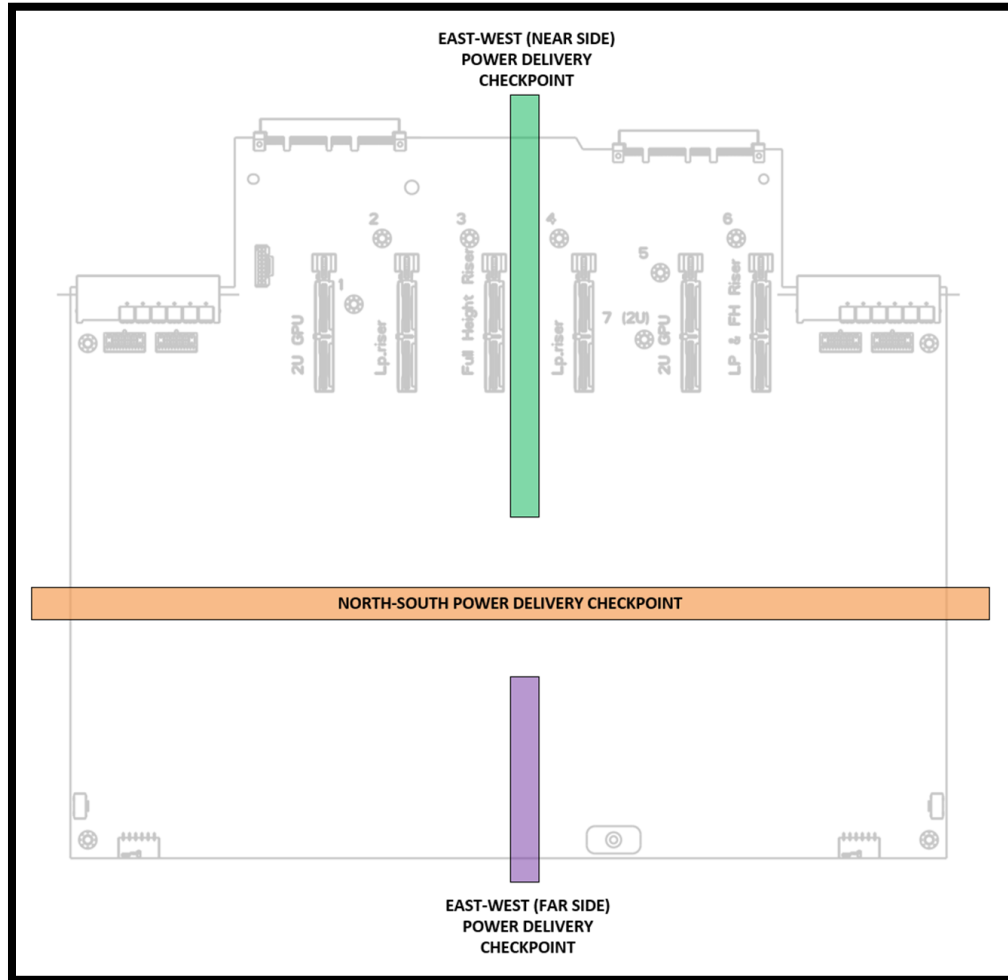 EAST-WEST (NEAR SIDE)
POWER DELIVERY
CHECKPOINT
2
3
4
6
5
1
7 (2U)
2U GPU
Lp.riser
Full Height Riser
Lp.riser
2U GPU
LP & FH Riser
NORTH-SOUTH POWER DELIVERY CHECKPOINT
EAST-WEST (FAR SIDE)
POWER DELIVERY
CHECKPOINT